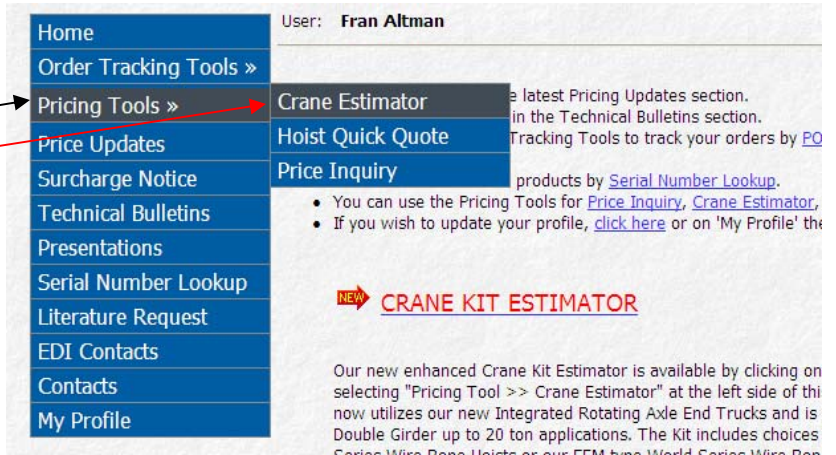 User: Fran Altman
Home
Order Tracking Tools »
Pricing Tools »
Price Updates
Surcharge Notice
Technical Bulletins
Presentations
Serial Number Lookup
Literature Request
EDI Contacts
Contacts
My Profile
Crane Estimator
Hoist Quick Quote
Price Inquiry
e latest Pricing Updates section.
in the Technical Bulletins section.
Tracking Tools to track your orders by PO
products by Serial Number Lookup.
• You can use the Pricing Tools for Price Inquiry, Crane Estimator,
• If you wish to update your profile, click here or on 'My Profile' the
NEW CRANE KIT ESTIMATOR
Our new enhanced Crane Kit Estimator is available by clicking on
selecting "Pricing Tool >> Crane Estimator" at the left side of this
now utilizes our new Integrated Rotating Axle End Trucks and is
Double Girder up to 20 ton applications. The Kit includes choices
Series Wire Rope Hoists or our EEM type World Series Wire Rop